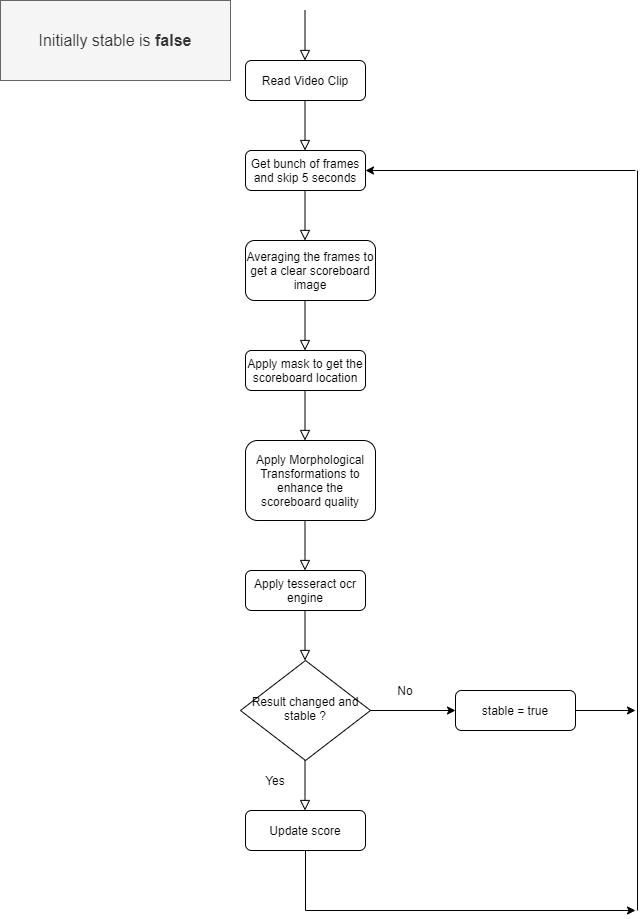 Initially stable is false
Read Video Clip
Get bunch of frames
and skip 5 seconds
Averaging the frames to
get a clear scoreboard
image
Apply mask to get the
scoreboard location
Apply Morphological
Transformations to
enhance the
scoreboard quality
Apply tesseract ocr
engine
Result changed and
stable ?
No
stable = true
Yes
Update score